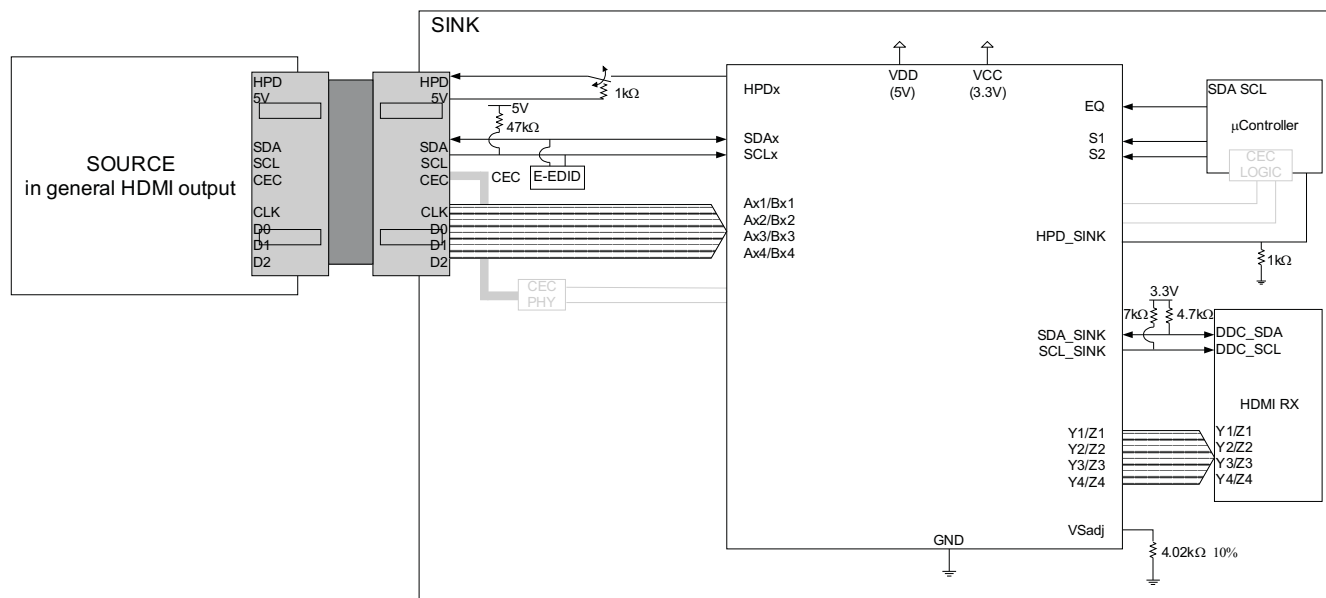 SINK
SOURCE
in general HDMI output
HPD
5V
SDA
SCL
CEC
CLK
D0
D1
D2
HPD
5V
SDA
SCL
CEC
CLK
D0
D1
D2
1kΩ
5V
47kΩ
CEC
E-EDID
CEC
PHY
HPDx
SDAx
SCLx
Ax1/Bx1
Ax2/Bx2
Ax3/Bx3
Ax4/Bx4
VDD
(5V)
VCC
(3.3V)
EQ
S1
S2
HPD_SINK
SDA_SINK
SCL_SINK
Y1/Z1
Y2/Z2
Y3/Z3
Y4/Z4
VSadj
GND
SDA SCL
μController
CEC
LOGIC
1kΩ
3.3V
7kΩ 4.7kΩ
DDC_SDA
DDC_SCL
HDMI RX
Y1/Z1
Y2/Z2
Y3/Z3
Y4/Z4
4.02kΩ 10%